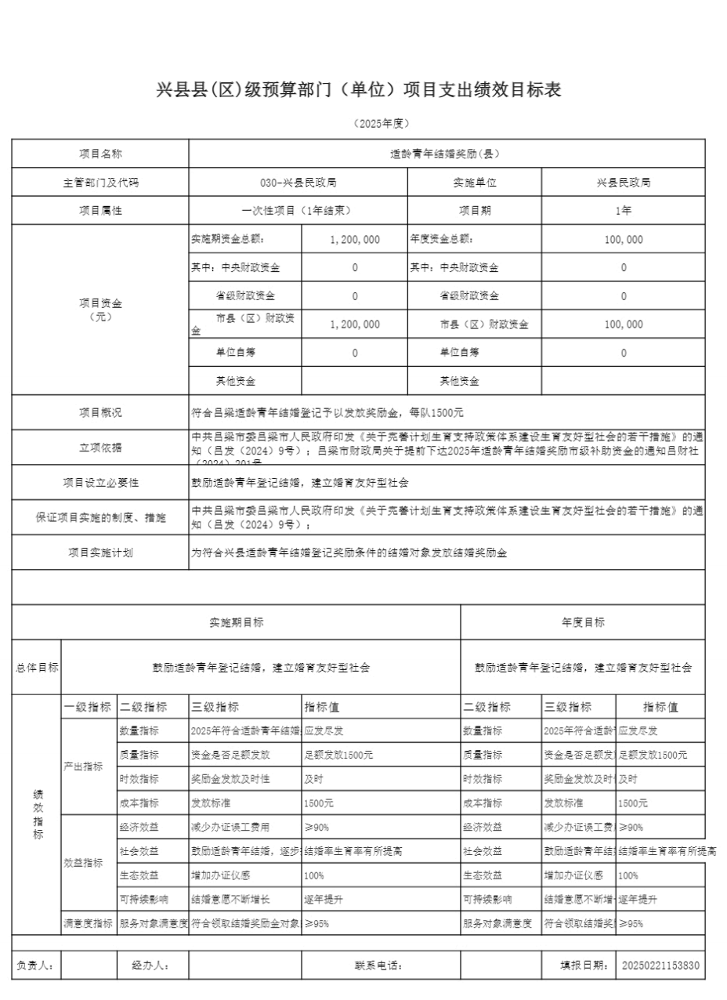 兴县县(区)级预算部门（单位）项目支出绩效目标表
（2025年度）
项目名称 适龄青年结婚奖励(县)
主管部门及代码 030-兴县民政局 实施单位 兴县民政局
项目属性 一次性项目（1年结束） 项目期 1年
项目资金（元）
实施期资金总额： 1,200,000 年度资金总额： 100,000
其中：中央财政资金 0 其中：中央财政资金 0
省级财政资金 0 省级财政资金 0
市县（区）财政资金 1,200,000 市县（区）财政资金 100,000
单位自筹 0 单位自筹 0
其他资金 其他资金
项目概况 符合吕梁适龄青年结婚登记予以发放奖励金，每队1500元
立项依据 中共吕梁市委吕梁市人民政府印发《关于完善计划生育支持政策体系建设生育友好型社会的若干措施》的通
知（吕发（2024）9号）；吕梁市财政局关于提前下达2025年适龄青年结婚奖励市级补助资金的通知吕财社
（2024）201号
项目设立必要性 鼓励适龄青年登记结婚，建立婚育友好型社会
保证项目实施的制度、措施 中共吕梁市委吕梁市人民政府印发《关于完善计划生育支持政策体系建设生育友好型社会的若干措施》的通
知（吕发（2024）9号）；
项目实施计划 为符合兴县适龄青年结婚登记奖励条件的结婚对象发放结婚奖励金
实施期目标 年度目标
总体目标 鼓励适龄青年登记结婚，建立婚育友好型社会 鼓励适龄青年登记结婚，建立婚育友好型社会
绩效指标
一级指标 二级指标 三级指标 指标值 二级指标 三级指标 指标值
产出指标
数量指标 2025年符合适龄青年结婚 应发尽发 数量指标 2025年符合适龄 应发尽发
质量指标 资金是否足额发放 足额发放1500元 质量指标 资金是否足额发 足额发放1500元
时效指标 奖励金发放及时性 及时 时效指标 奖励金发放及时 及时
成本指标 发放标准 1500元 成本指标 发放标准 1500元
效益指标
经济效益 减少办证误工费用 ≥90% 经济效益 减少办证误工费 ≥90%
社会效益 鼓励适龄青年结婚，逐步 结婚率生育率有所提高 社会效益 鼓励适龄青年结 结婚率生育率有所提高
生态效益 增加办证仪感 100% 生态效益 增加办证仪感 100%
可持续影响 结婚意愿不断增长 逐年提升 可持续影响 结婚意愿不断增 逐年提升
满意度指标 服务对象满意度 符合领取结婚奖励金对象 ≥95% 服务对象满意度 符合领取结婚奖 ≥95%
负责人： 经办人： 联系电话： 填报日期： 20250221153830